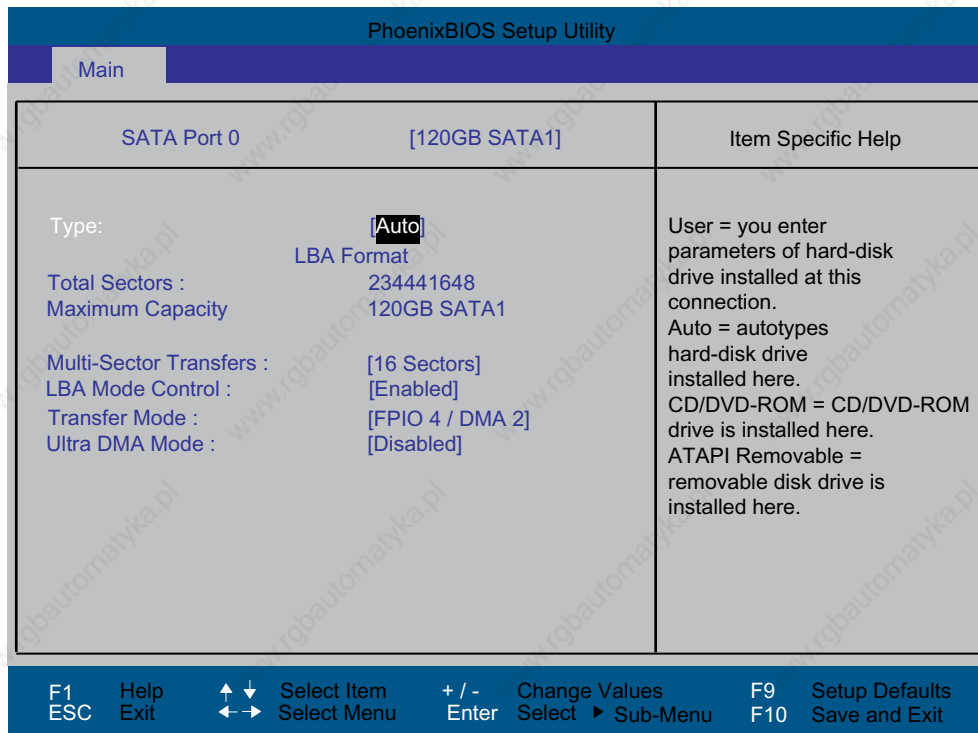 PhoenixBIOS Setup Utility
Main
SATA Port 0 [120GB SATA1]
Item Specific Help
Type: [Auto]
LBA Format
Total Sectors : 234441648
Maximum Capacity 120GB SATA1
Multi-Sector Transfers : [16 Sectors]
LBA Mode Control : [Enabled]
Transfer Mode : [FPIO 4 / DMA 2]
Ultra DMA Mode : [Disabled]
User = you enter
parameters of hard-disk
drive installed at this
connection.
Auto = autotypes
hard-disk drive
installed here.
CD/DVD-ROM = CD/DVD-ROM
drive is installed here.
ATAPI Removable =
removable disk drive is
installed here.
F1 Help Select Item + / - Change Values F9 Setup Defaults
ESC Exit Select Menu Enter Select Sub-Menu F10 Save and Exit
www.rgbautomatyka.pl